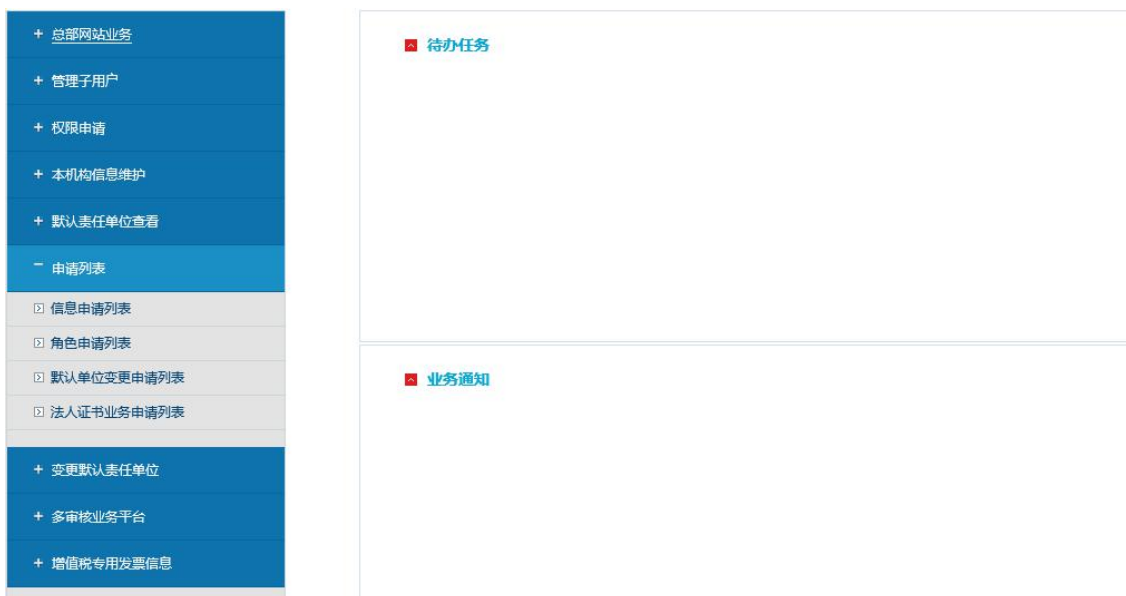 + 总部网站业务
+ 管理子用户
+ 权限申请
+ 本机构信息维护
+ 默认责任单位查看
- 申请列表
信息申请列表
角色申请列表
默认单位变更申请列表
法人证书业务申请列表
+ 变更默认责任单位
+ 多审核业务平台
+ 增值税专用发票信息
待办任务
业务通知